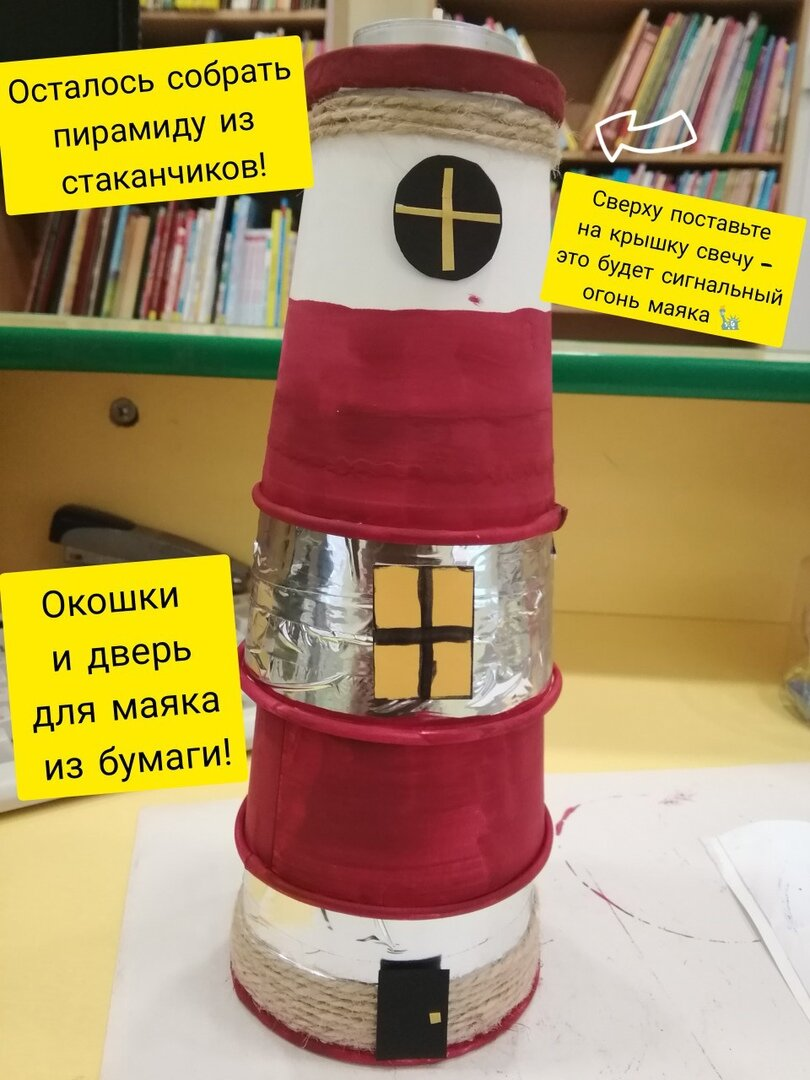 Осталось собрать
пирамиду из
стаканчиков!
Сверху поставьте
на крышку свечу –
это будет сигнальный
огонь маяка 🗽
Окошки
и дверь
для маяка
из бумаги!